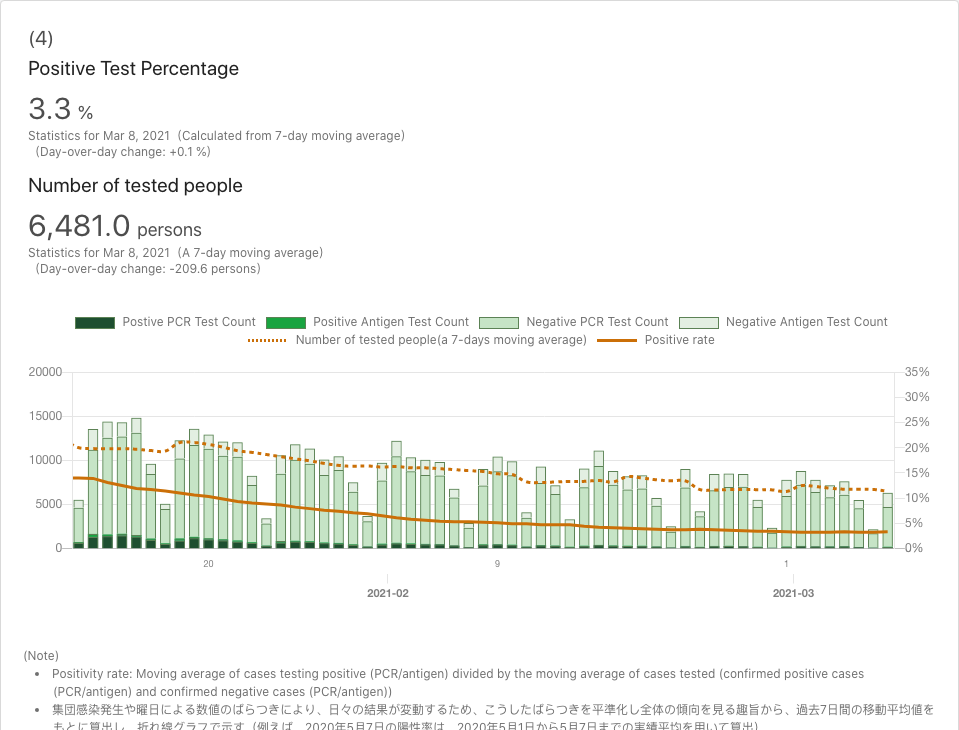 (4)
Positive Test Percentage
3.3 %
Statistics for Mar 8, 2021 (Calculated from 7-day moving average)
(Day-over-day change: +0.1 %)
Number of tested people
6,481.0 persons
Statistics for Mar 8, 2021 (A 7-day moving average)
(Day-over-day change: -209.6 persons)
Postive PCR Test Count Positive Antigen Test Count Negative PCR Test Count Negative Antigen Test Count
Number of tested people(a 7-days moving average) Positive rate
20000 35%
30%
15000 25%
20%
10000 15%
10%
5000 5%
0 0%
20 9 1
2021-02 2021-03
(Note)
• Positivity rate: Moving average of cases testing positive (PCR/antigen) divided by the moving average of cases tested (confirmed positive cases
(PCR/antigen) and confirmed negative cases (PCR/antigen))
• 集団感染発生や曜日による数値のばらつきにより、日々の結果が変動するため、こうしたばらつきを平準化し全体の傾向を見る趣旨から、過去7日間の移動平均値を
もとに算出し、折れ線グラフで示す（例えば、2020年5月7日の陽性率は、2020年5月1日から5月7日までの実績平均を用いて算出）